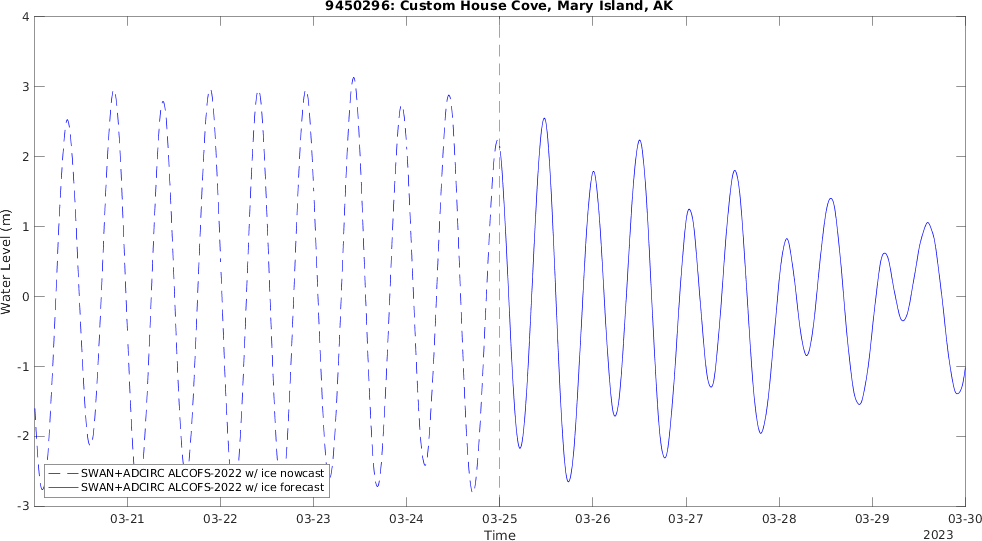 9450296: Custom House Cove, Mary Island, AK
4
3
2
1
0
-1
-2
-3
Water Level (m)
SWAN+ADCIRC ALCOFS-2022 w/ ice nowcast
SWAN+ADCIRC ALCOFS-2022 w/ ice forecast
03-21 03-22 03-23 03-24 03-25 03-26 03-27 03-28 03-29 03-30
Time
2023